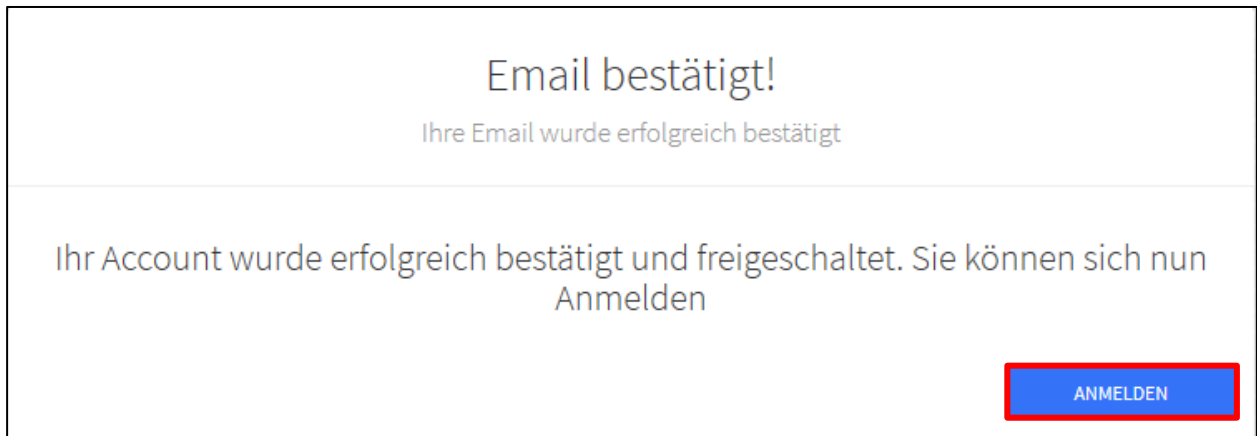 Email bestätigt!
Ihre Email wurde erfolgreich bestätigt
Ihr Account wurde erfolgreich bestätigt und freigeschaltet. Sie können sich nun
Anmelden
ANMELDEN